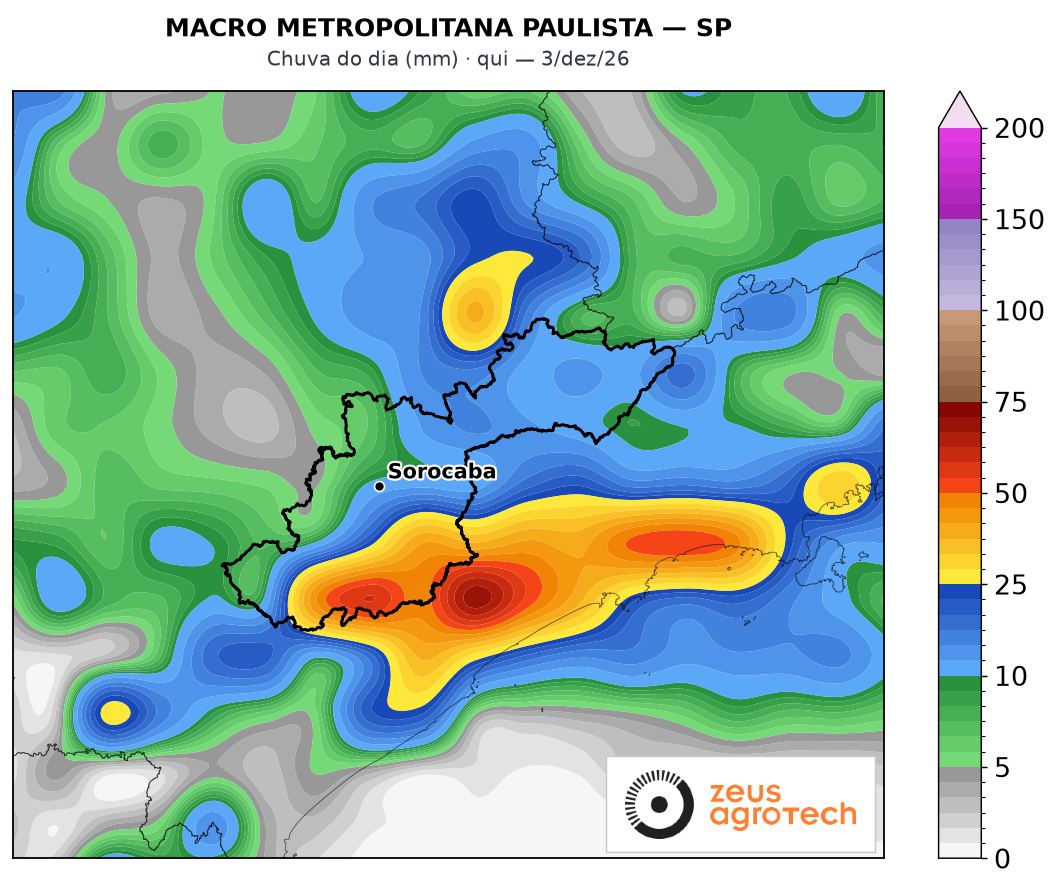 MACRO METROPOLITANA PAULISTA — SP
Chuva do dia (mm) · qui — 3/dez/26
200
150
100
75
50
25
10
5
0
Sorocaba
zeus
agrotech